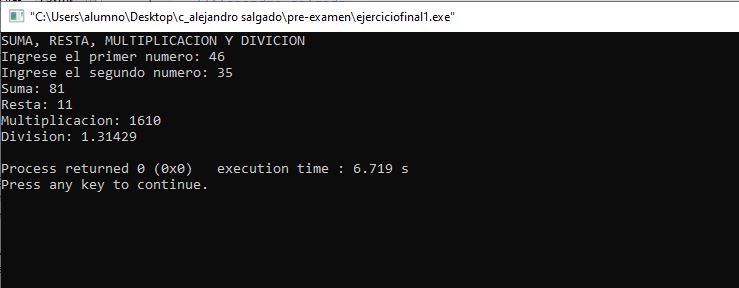 "C:\Users\alumno\Desktop\c_alejandro salgado\pre-examen\ejerciciofinal1.exe"
SUMA, RESTA, MULTIPLICACION Y DIVICION
Ingrese el primer numero: 46
Ingrese el segundo numero: 35
Suma: 81
Resta: 11
Multiplicacion: 1610
Division: 1.31429
Process returned 0 (0x0)   execution time : 6.719 s
Press any key to continue.